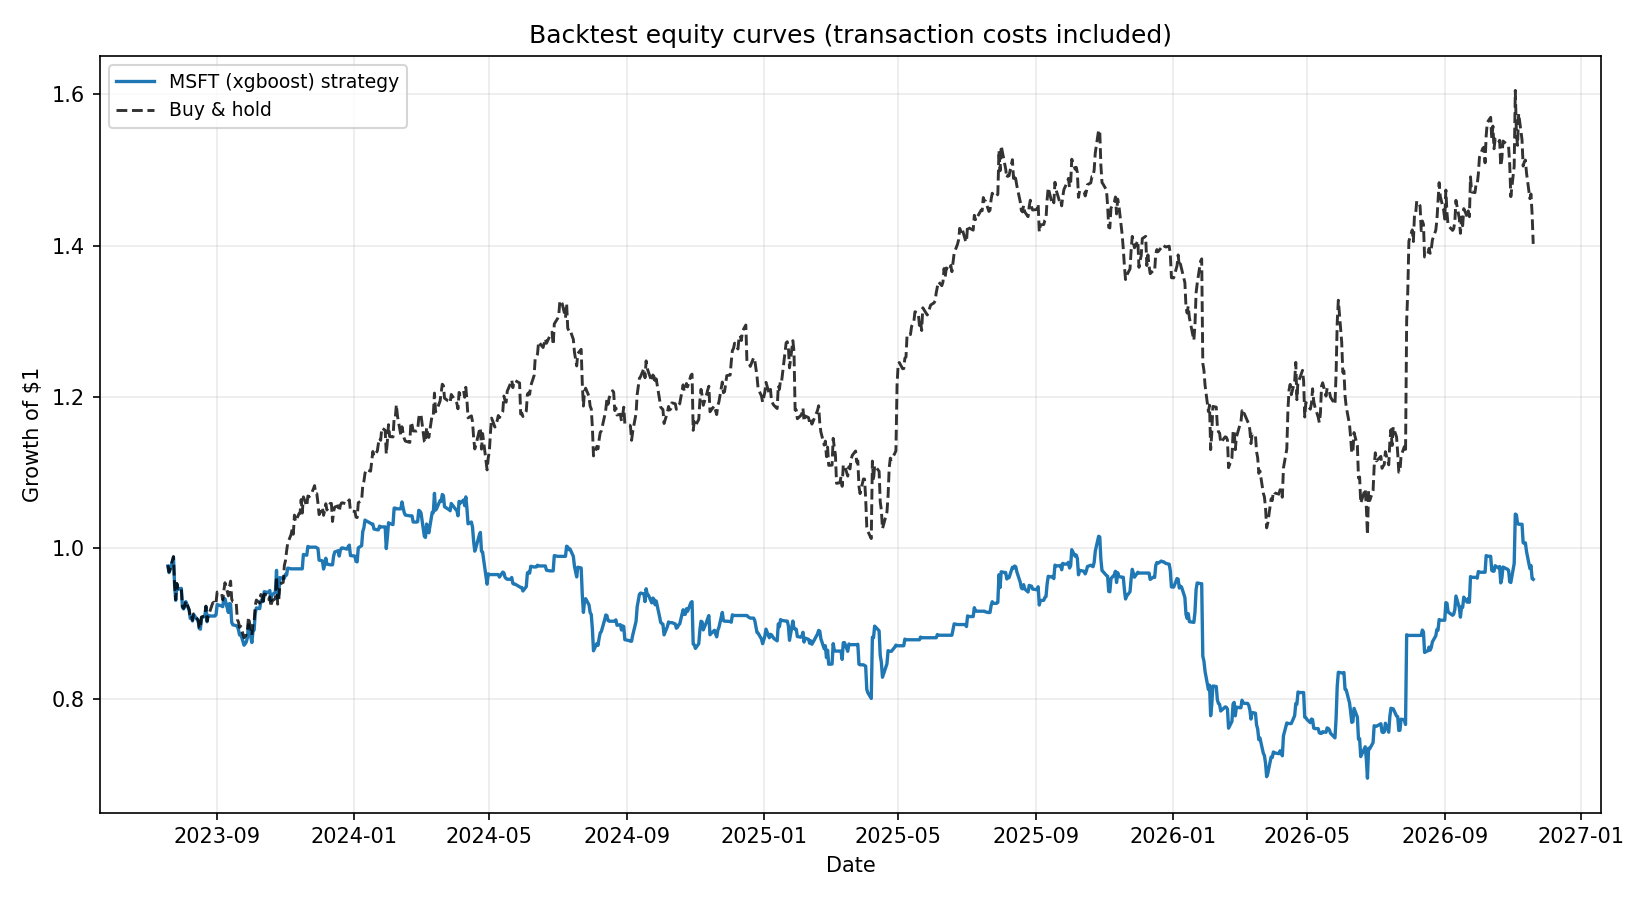 Backtest equity curves (transaction costs included)
MSFT (xgboost) strategy
Buy & hold
Growth of $1
1.6
1.4
1.2
1.0
0.8
2023-09 2024-01 2024-05 2024-09 2025-01 2025-05 2025-09 2026-01 2026-05 2026-09 2027-01
Date